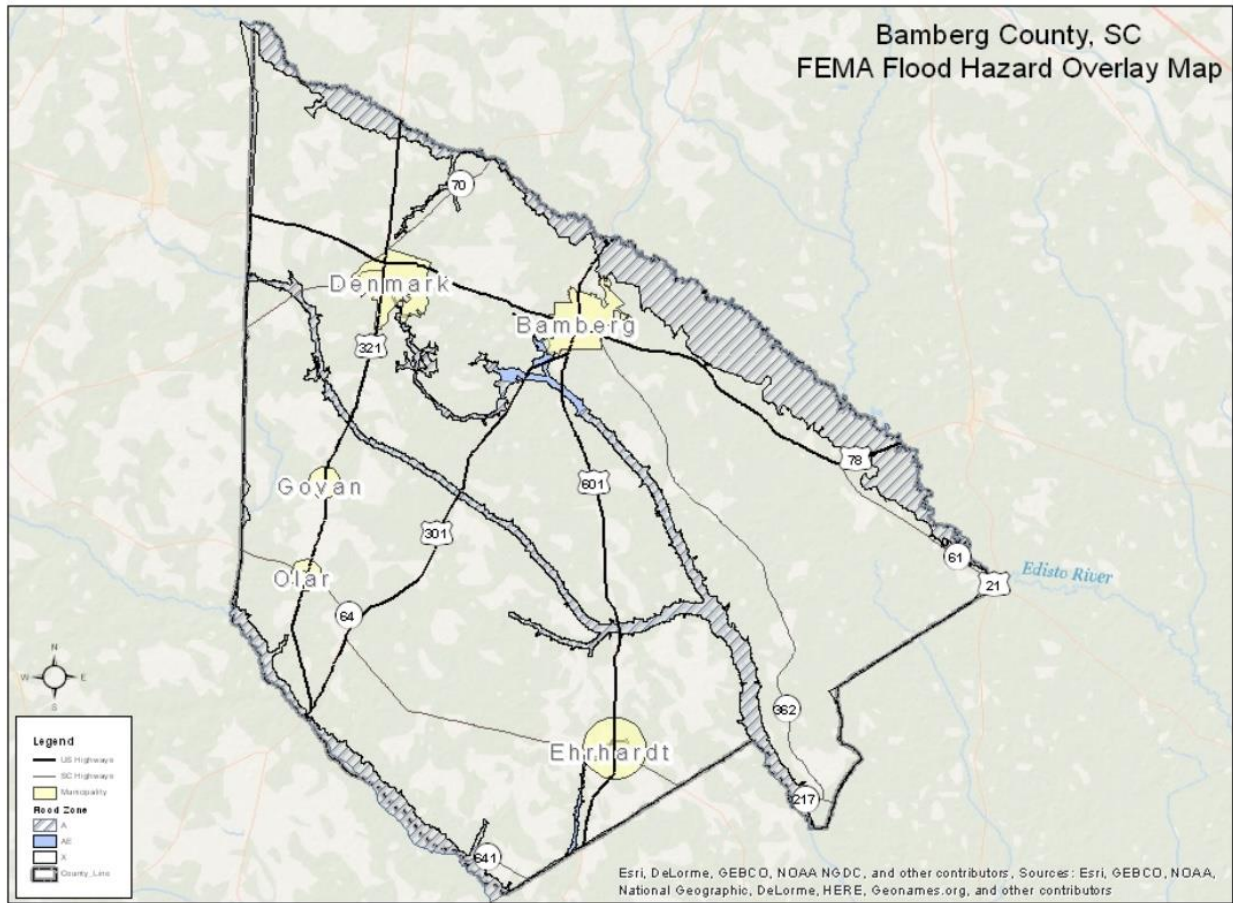 Bamberg County, SC
FEMA Flood Hazard Overlay Map
70
Denmark
Bamberg
321
78
Govan
601
301
61
Edisto River
21
Olar
64
362
Ehrhardt
217
641
N
W
E
S
Legend
US Highways
SC Highways
Municipality
Flood Zone
A
AE
X
County_Line
Esri, DeLorme, GEBCO, NOAA NGDC, and other contributors, Sources: Esri, GEBCO, NOAA,
National Geographic, DeLorme, HERE, Geonames.org, and other contributors